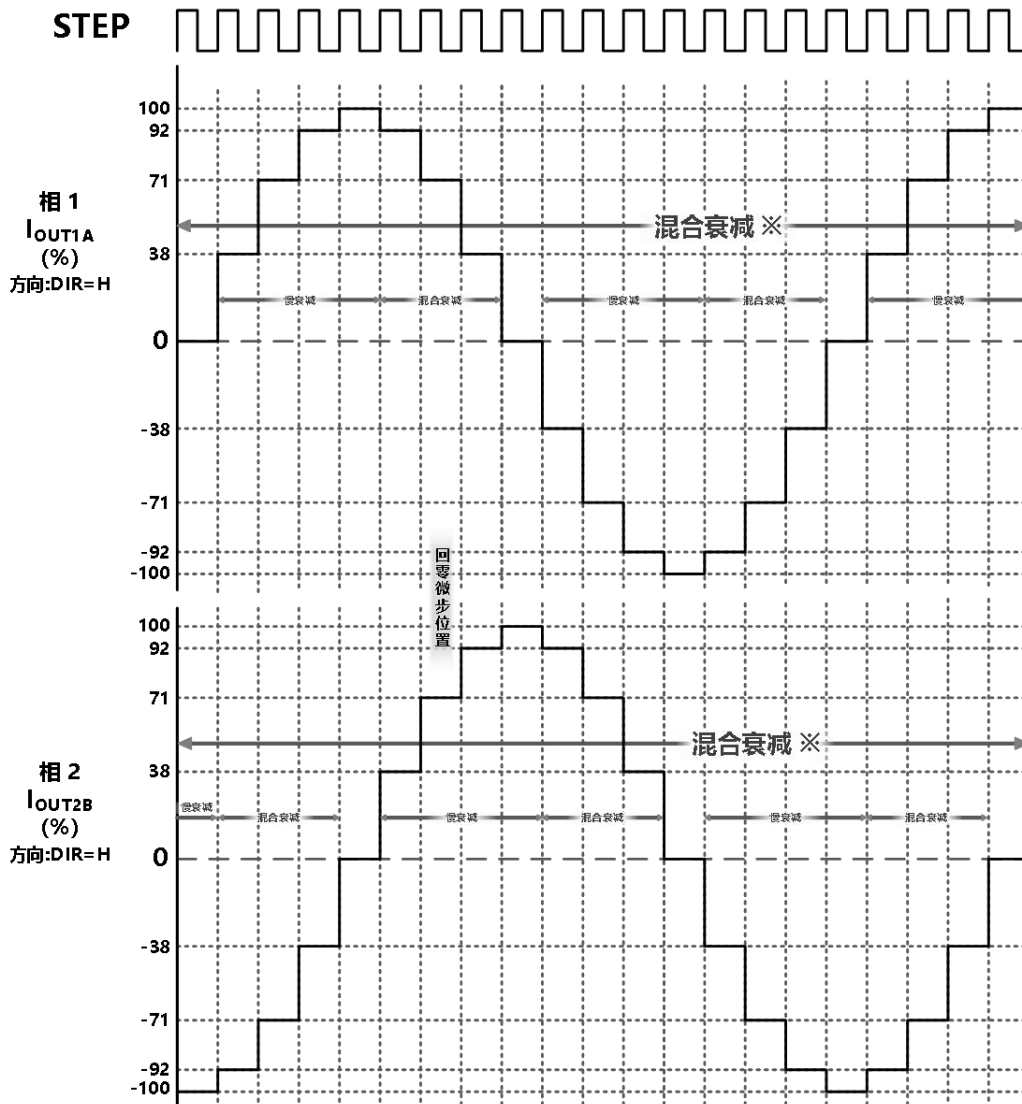 STEP
100
92
71
38
0
-38
-71
-92
-100
相 1
IOUT1A
(%)
方向:DIR=H
混合衰减 ※
慢衰减
混合衰减
慢衰减
混合衰减
慢衰减
回零微步位置
100
92
71
38
0
-38
-71
-92
-100
相 2
IOUT2B
(%)
方向:DIR=H
混合衰减 ※
慢衰减
混合衰减
慢衰减
混合衰减
慢衰减
混合衰减